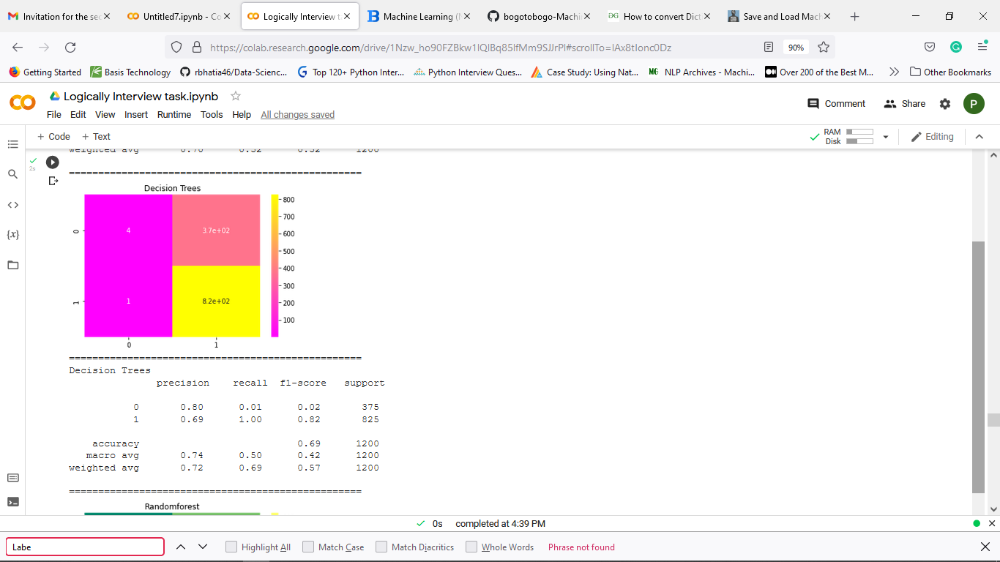 Invitation for the sec
Untitled7.ipynb - Co
Logically Interview t
Machine Learning (
bogotobogo-Machi
How to convert Dict
Save and Load Mach
https://colab.research.google.com/drive/1Nzw_ho90FZBkw1IQIBq85IfMm9SJJrPI#scrollTo=IAx8tIonc0Dz
90%
Getting Started
Basis Technology
rbhatia46/Data-Scienc...
Top 120+ Python Inter...
Python Interview Ques...
Case Study: Using Nat...
MG NLP Archives - Machi...
Over 200 of the Best M...
Other Bookmarks
CO Logically Interview task.ipynb
File Edit View Insert Runtime Tools Help All changes saved
Comment Share P
+ Code + Text
RAM
Disk
Editing
weighted avg 0.70 0.32 0.32 1200
2s
==================================================
Decision Trees
4 3.7e+02
1 8.2e+02
0
1
0 1
800
700
600
500
400
300
200
100
==================================================
Decision Trees
precision recall f1-score support
0 0.80 0.01 0.02 375
1 0.69 1.00 0.82 825
accuracy 0.69 1200
macro avg 0.74 0.50 0.42 1200
weighted avg 0.72 0.69 0.57 1200
==================================================
Randomforest
0s completed at 4:39 PM
Labe
Highlight All Match Case Match Diacritics Whole Words Phrase not found